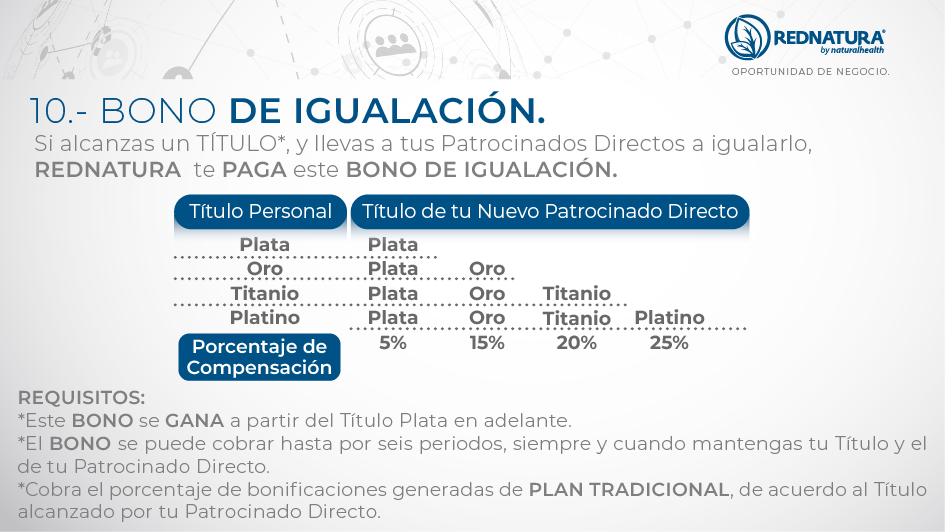 REDNATURA®
by naturalhealth
OPORTUNIDAD DE NEGOCIO.
10.- BONO DE IGUALACIÓN.
Si alcanzas un TÍTULO*, y llevas a tus Patrocinados Directos a igualarlo,
REDNATURA te PAGA este BONO DE IGUALACIÓN.
Título Personal Título de tu Nuevo Patrocinado Directo
Plata Plata
Oro Plata Oro
Titanio Plata Oro Titanio
Platino Plata Oro Titanio Platino
Porcentaje de
Compensación 5% 15% 20% 25%
REQUISITOS:
*Este BONO se GANA a partir del Título Plata en adelante.
*El BONO se puede cobrar hasta por seis periodos, siempre y cuando mantengas tu Título y el
de tu Patrocinado Directo.
*Cobra el porcentaje de bonificaciones generadas de PLAN TRADICIONAL, de acuerdo al Título
alcanzado por tu Patrocinado Directo.